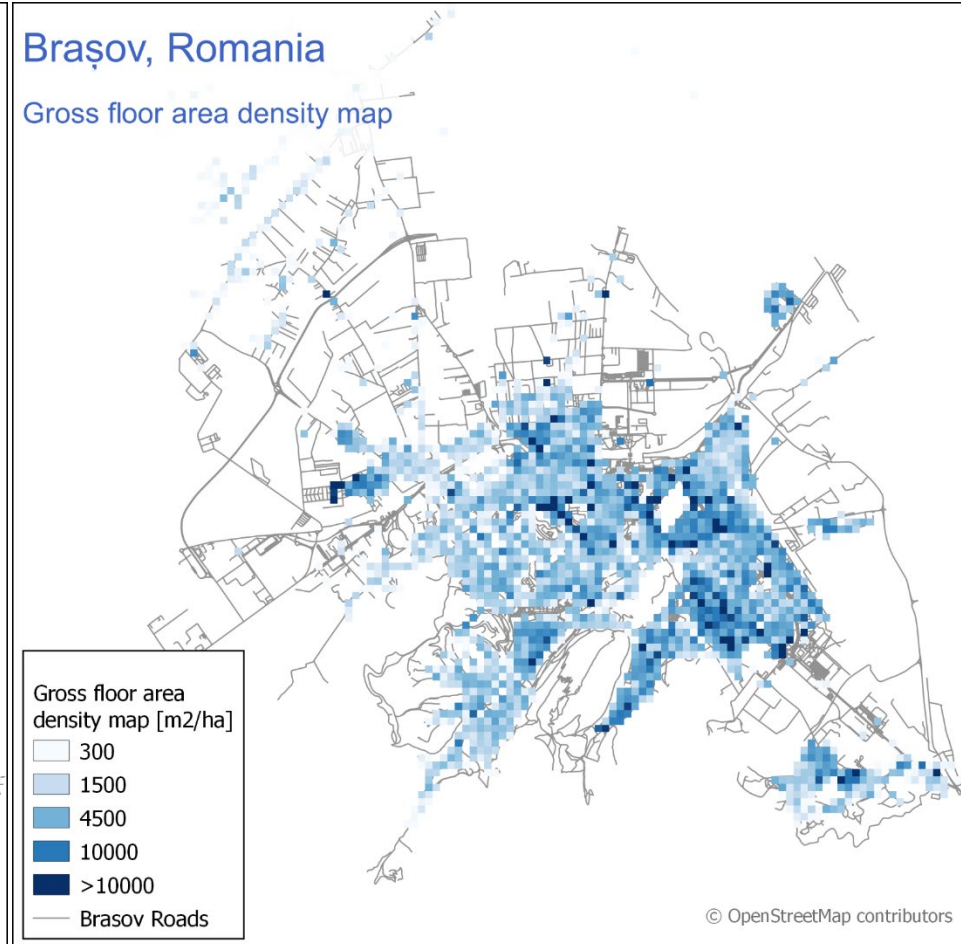 Brașov, Romania
Gross floor area density map
Gross floor area
density map [m2/ha]
300
1500
4500
10000
>10000
Brasov Roads
© OpenStreetMap contributors